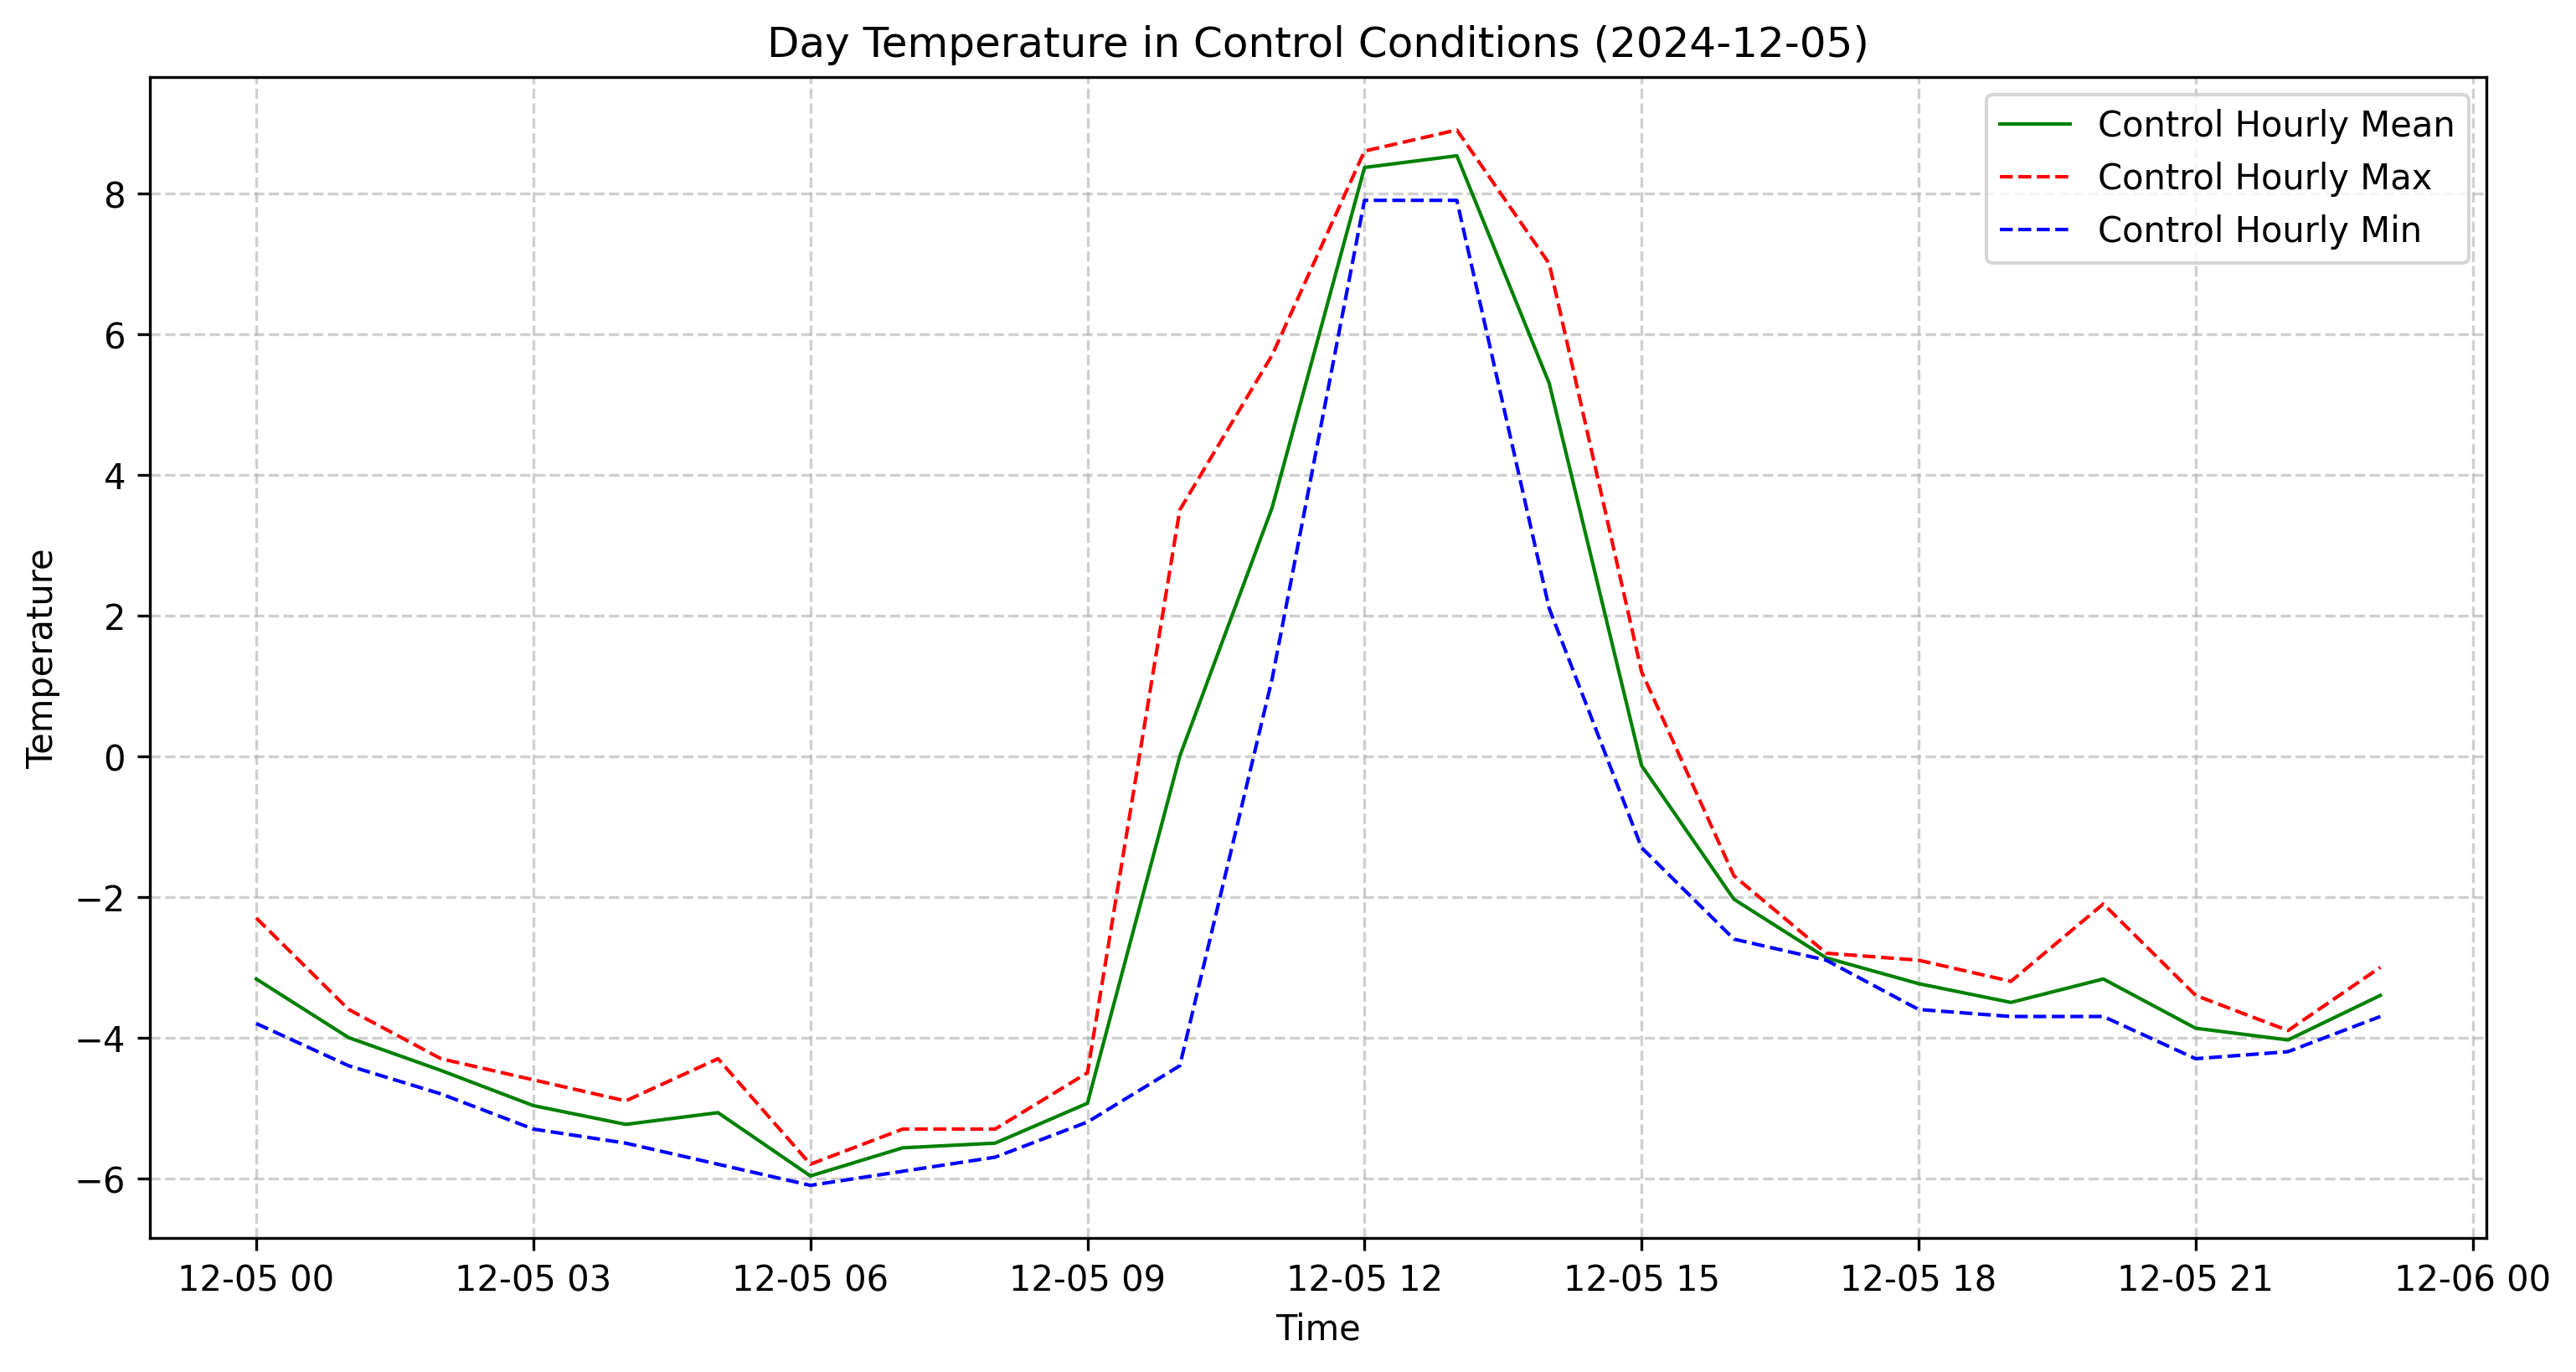 Day Temperature in Control Conditions (2024-12-05)
Control Hourly Mean
Control Hourly Max
Control Hourly Min
Temperature
8
6
4
2
0
−2
−4
−6
12-05 00
12-05 03
12-05 06
12-05 09
12-05 12
12-05 15
12-05 18
12-05 21
12-06 00
Time